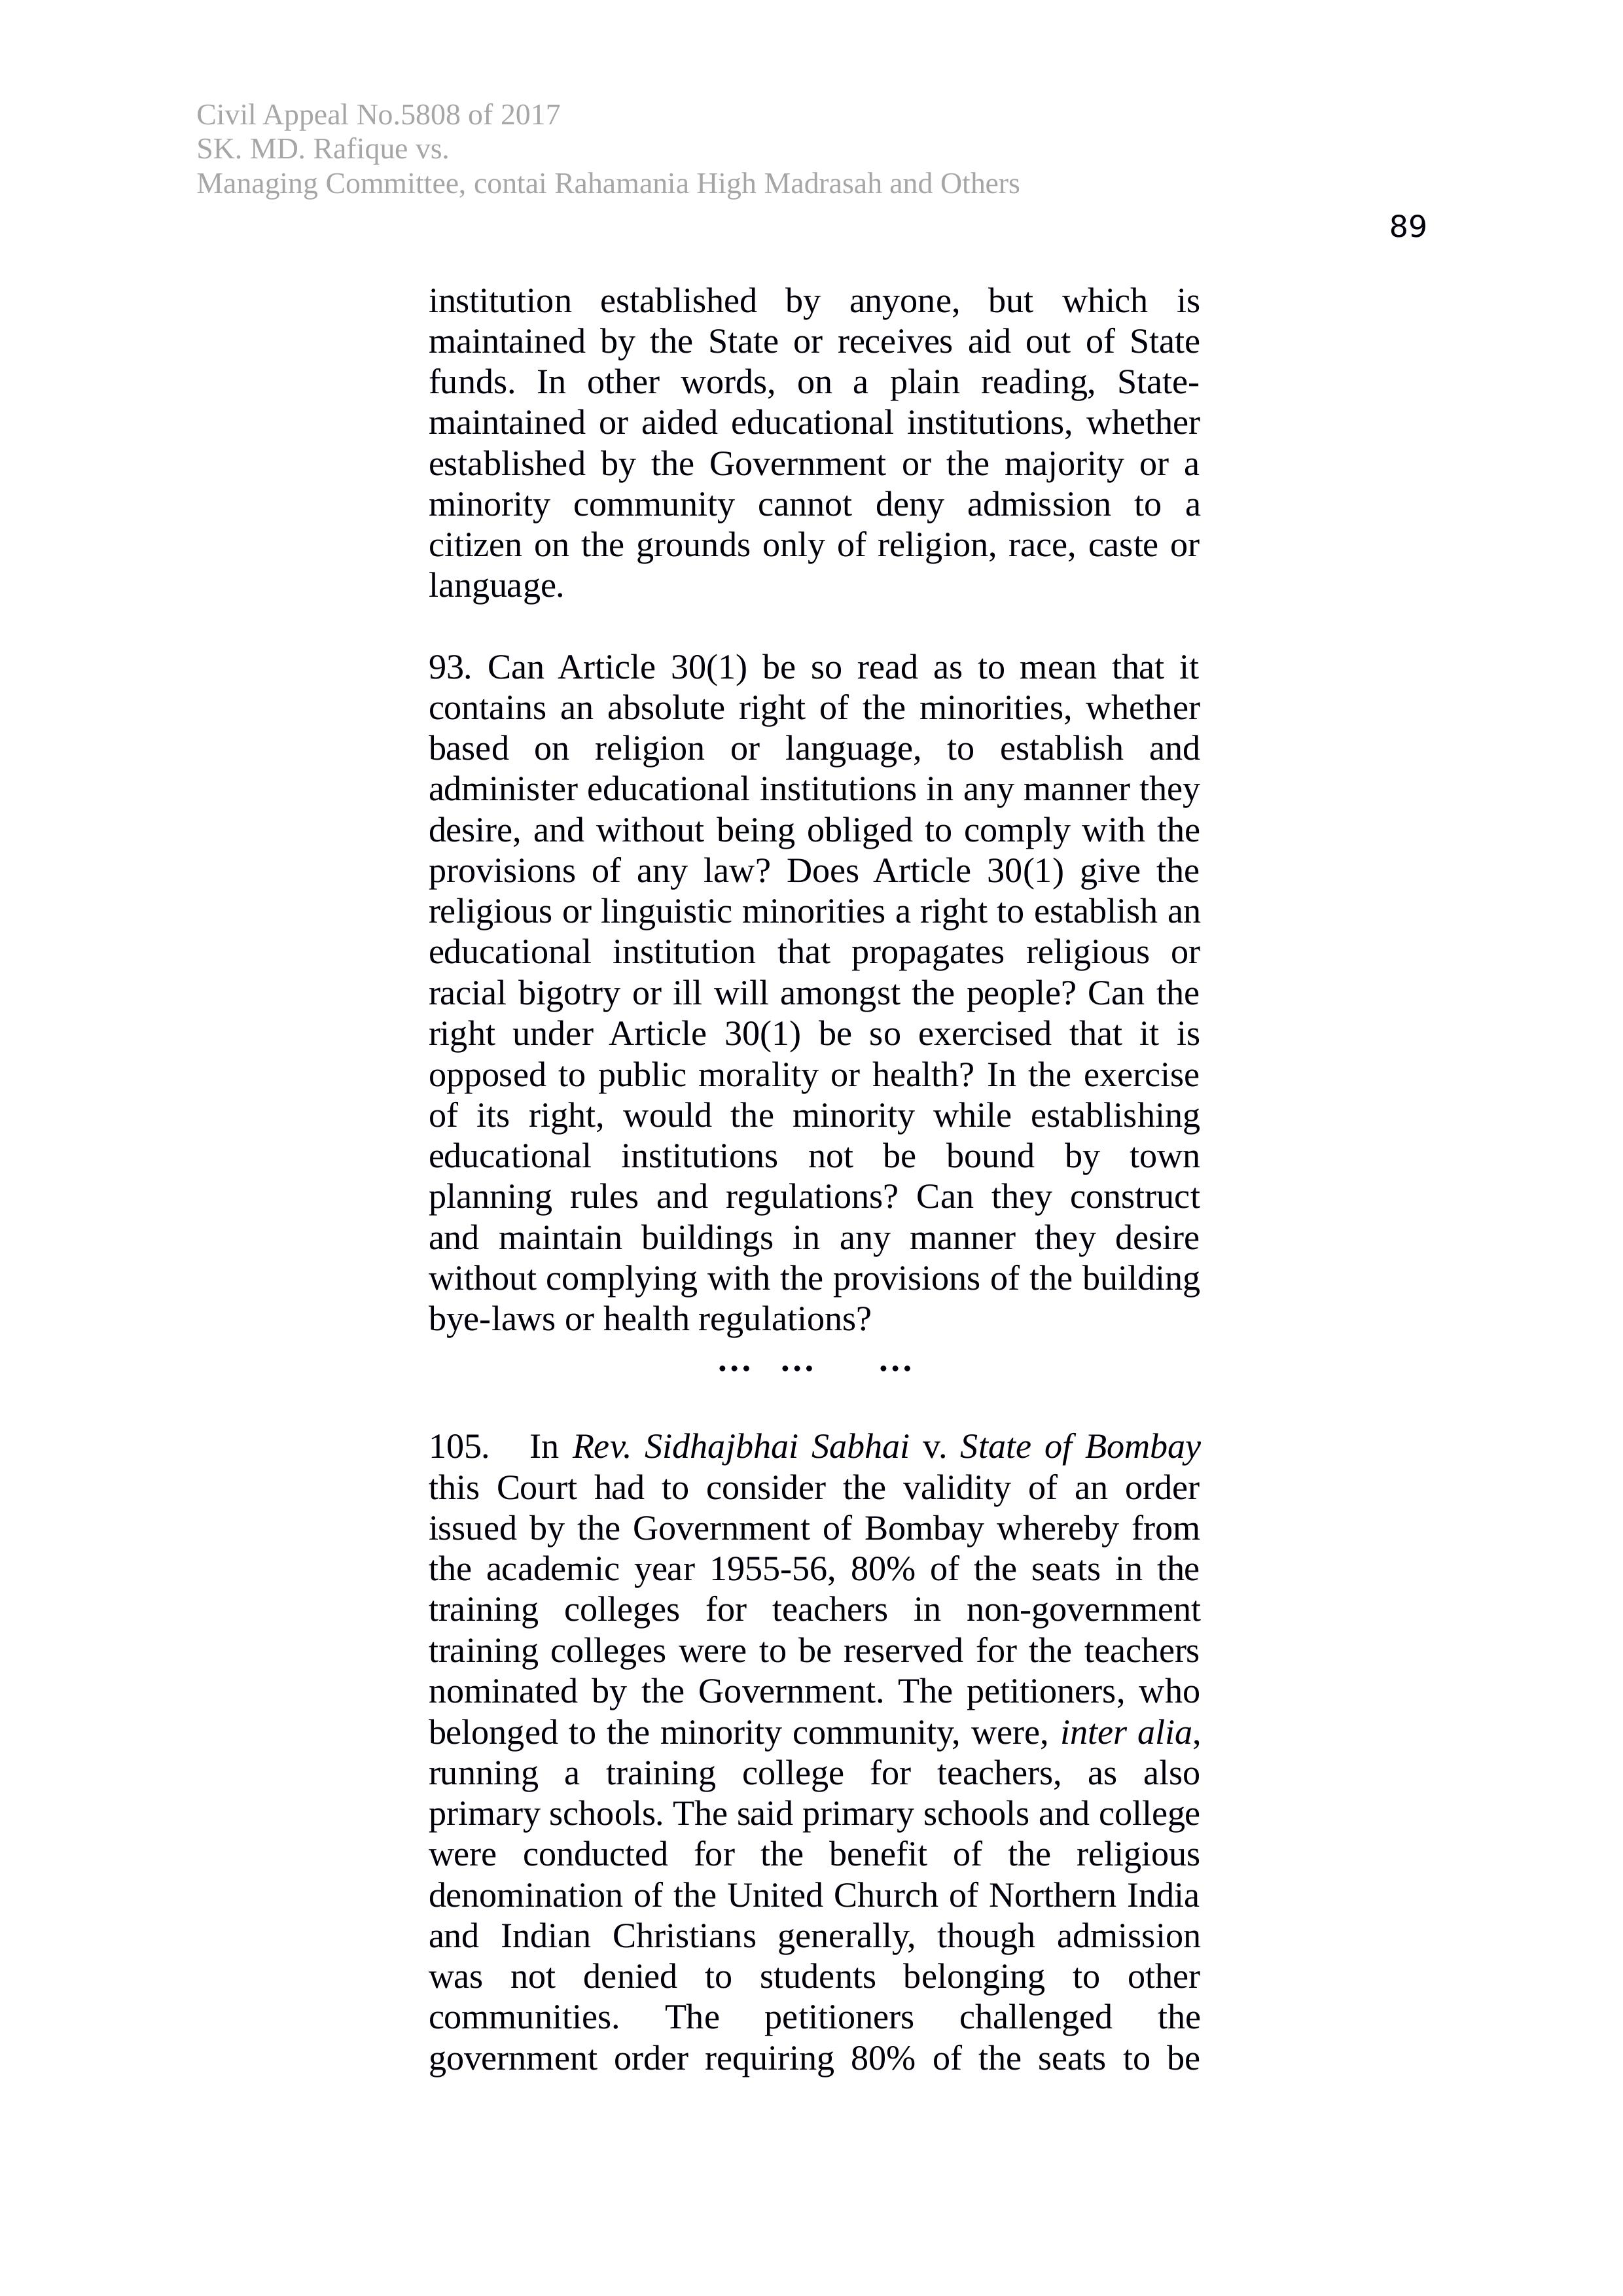 Civil Appeal No.5808 of 2017
SK. MD. Rafique vs.
Managing Committee, contai Rahamania High Madrasah and Others
89
institution established by anyone, but which is
maintained by the State or receives aid out of State
funds. In other words, on a plain reading, State-
maintained or aided educational institutions, whether
established by the Government or the majority or a
minority community cannot deny admission to a
citizen on the grounds only of religion, race, caste or
language.
93. Can Article 30(1) be so read as to mean that it
contains an absolute right of the minorities, whether
based on religion or language, to establish and
administer educational institutions in any manner they
desire, and without being obliged to comply with the
provisions of any law? Does Article 30(1) give the
religious or linguistic minorities a right to establish an
educational institution that propagates religious or
racial bigotry or ill will amongst the people? Can the
right under Article 30(1) be so exercised that it is
opposed to public morality or health? In the exercise
of its right, would the minority while establishing
educational institutions not be bound by town
planning rules and regulations? Can they construct
and maintain buildings in any manner they desire
without complying with the provisions of the building
bye-laws or health regulations?
… … …
105. In Rev. Sidhajbhai Sabhai v. State of Bombay
this Court had to consider the validity of an order
issued by the Government of Bombay whereby from
the academic year 1955-56, 80% of the seats in the
training colleges for teachers in non-government
training colleges were to be reserved for the teachers
nominated by the Government. The petitioners, who
belonged to the minority community, were, inter alia,
running a training college for teachers, as also
primary schools. The said primary schools and college
were conducted for the benefit of the religious
denomination of the United Church of Northern India
and Indian Christians generally, though admission
was not denied to students belonging to other
communities. The petitioners challenged the
government order requiring 80% of the seats to be